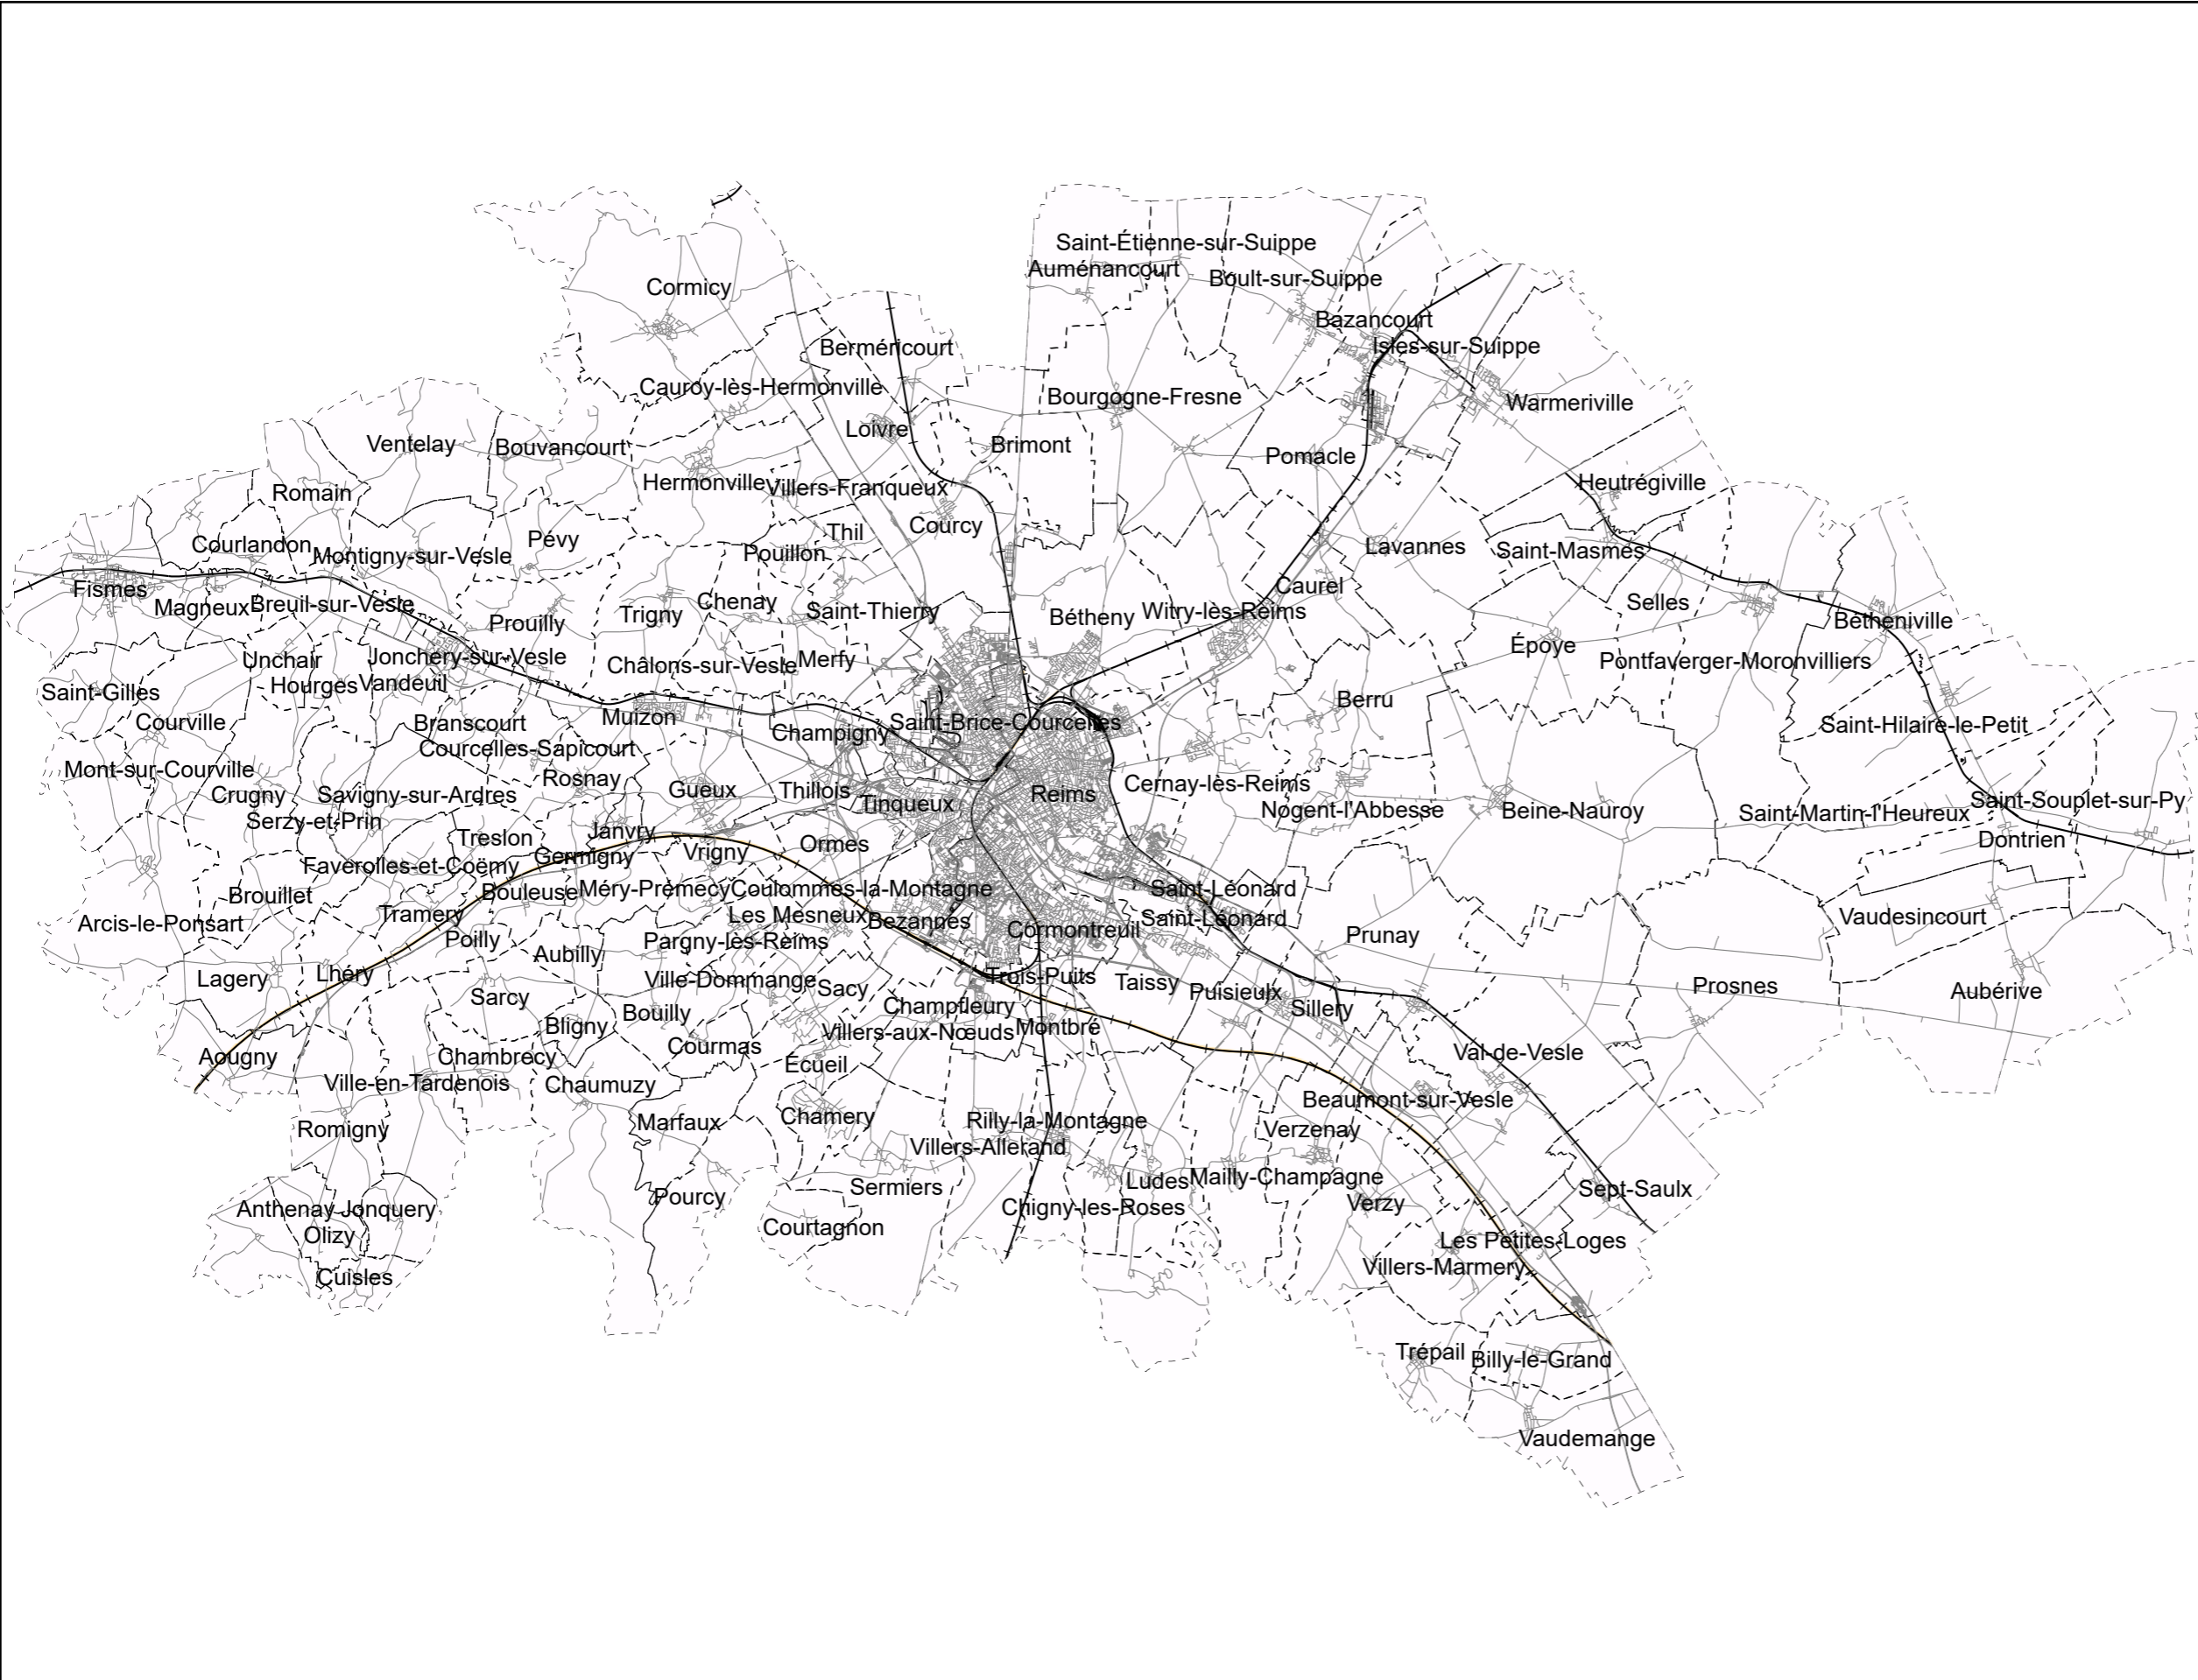 Saint-Étienne-sur-Suippe
Auménancourt
Boult-sur-Suippe
Cormicy
Bazancourt
Berméricourt
Isles-sur-Suippe
Cauroy-lès-Hermonville
Bourgogne-Fresne
Warmeriville
Loivre
Ventelay
Bouvancourt
Brimont
Pomacle
Hermonville
Villers-Franqueux
Heutrégiville
Romain
Courcy
Thil
Pévy
Courlandon
Montigny-sur-Vesle
Pouillon
Lavannes
Saint-Masmes
Fismes
Magneux
Breuil-sur-Vesle
Caurel
Chenay
Selles
Trigny
Saint-Thierry
Bétheny
Witry-lès-Reims
Prouilly
Bétheniville
Époye
Unchair
Jonchery-sur-Vesle
Châlons-sur-Vesle
Merfy
Pontfaverger-Moronvilliers
Hourges
Vandeuil
Saint-Gilles
Berru
Courville
Branscourt
Muizon
Champigny
Saint-Brice-Courcelles
Saint-Hilaire-le-Petit
Courcelles-Sapicourt
Mont-sur-Courville
Rosnay
Crugny
Savigny-sur-Ardres
Gueux
Thillois
Tinqueux
Reims
Cernay-lès-Reims
Nogent-l'Abbesse
Beine-Nauroy
Saint-Martin-l'Heureux
Saint-Souplet-sur-Py
Serzy-et-Prin
Treslon
Janvry
Ormes
Dontrien
Faverolles-et-Coëmy
Germigny
Vrigny
Brouillet
Bouleuse
Méry-Prémecy
Coulommes-la-Montagne
Saint-Léonard
Arcis-le-Ponsart
Tramery
Les Mesneux
Bezannes
Saint-Léonard
Vaudesincourt
Cormontreuil
Poilly
Pargny-lès-Reims
Prunay
Aubilly
Lagery
Lhéry
Ville-Dommange
Sacy
Trois-Puits
Taissy
Puisieulx
Prosnes
Aubérive
Sarcy
Champfleury
Sillery
Bouilly
Bligny
Villers-aux-Nœuds
Montbré
Courmas
Aougny
Chambrecy
Val-de-Vesle
Écueil
Ville-en-Tardenois
Chaumuzy
Beaumont-sur-Vesle
Chamery
Rilly-la-Montagne
Marfaux
Romigny
Verzenay
Villers-Allerand
Ludes
Mailly-Champagne
Sermiers
Sept-Saulx
Pourcy
Verzy
Anthenay
Jonquery
Chigny-les-Roses
Courtagnon
Olizy
Les Petites-Loges
Villers-Marmery
Cuisles
Trépail
Billy-le-Grand
Vaudemange